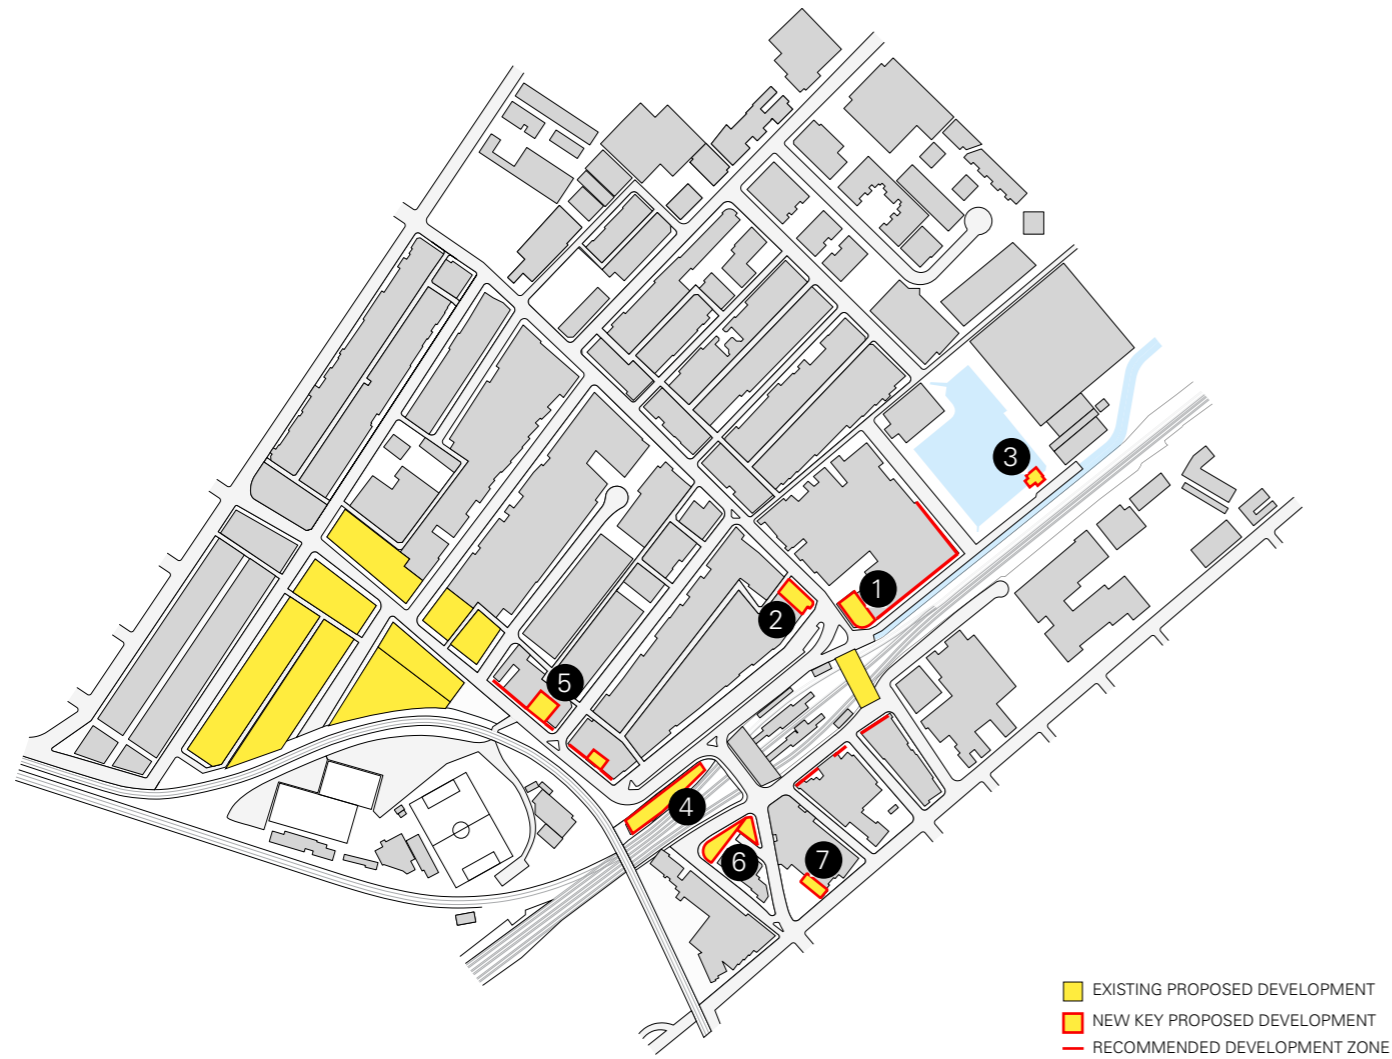 3
1
2
5
4
6
7
EXISTING PROPOSED DEVELOPMENT
NEW KEY PROPOSED DEVELOPMENT
RECOMMENDED DEVELOPMENT ZONE